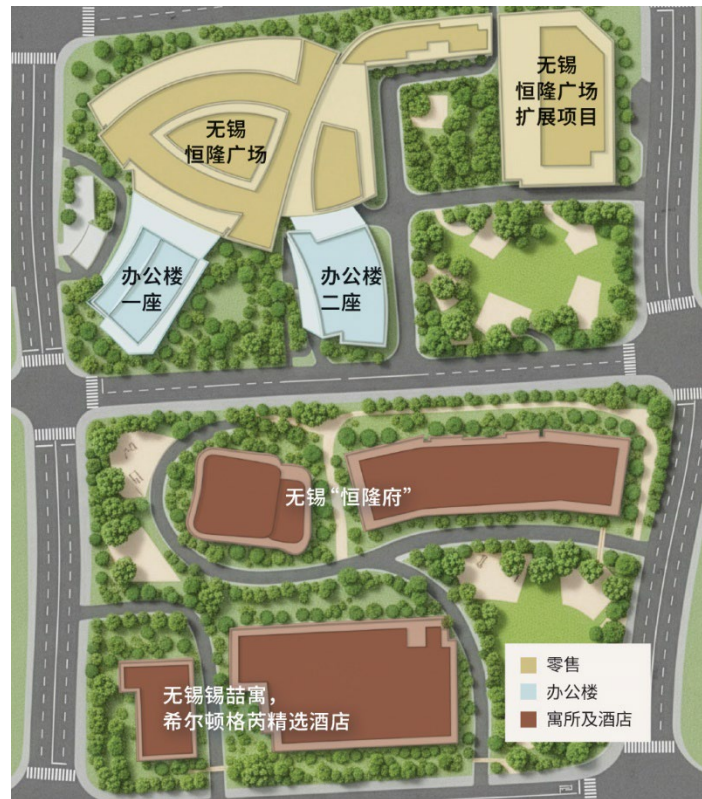 无锡
恒隆广场
无锡
恒隆广场
扩展项目
办公楼
一座
办公楼
二座
无锡“恒隆府”
无锡锡喆寓，
希尔顿格芮精选酒店
零售
办公楼
寓所及酒店